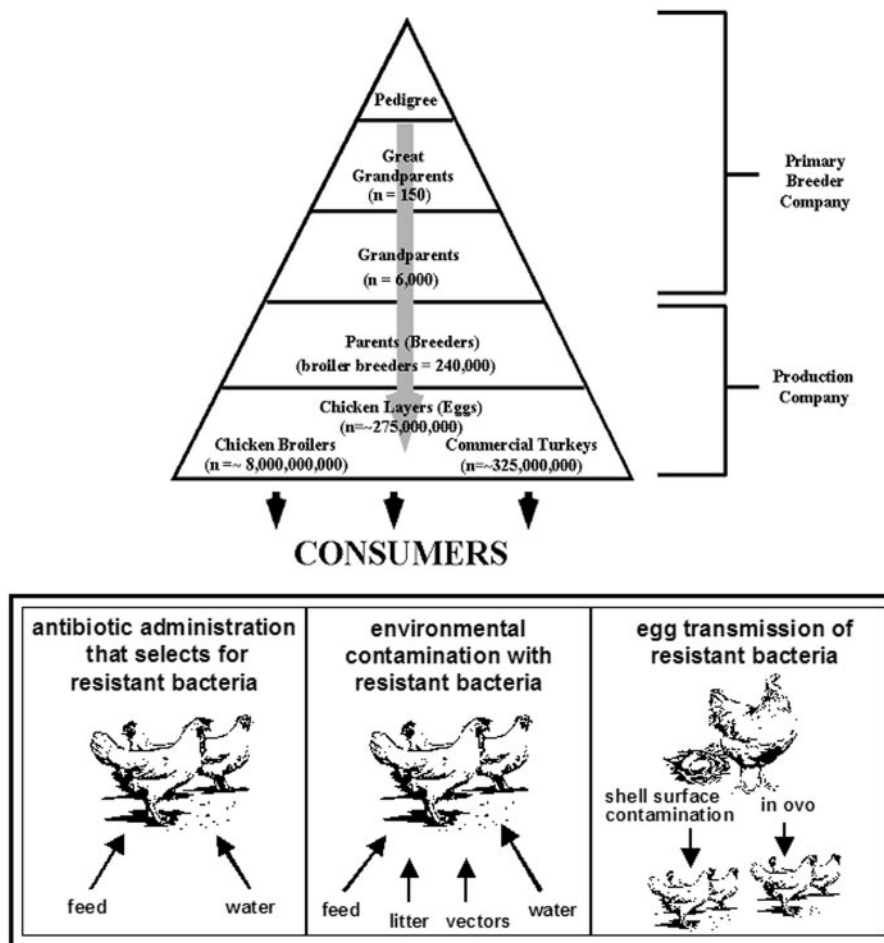 Pedigree
Great
Grandparents
(n = 150)
Grandparents
(n = 6,000)
Parents (Breeders)
(broiler breeders = 240,000)
Chicken Layers (Eggs)
(n=~275,000,000)
Chicken Broilers
(n =~ 8,000,000,000)
Commercial Turkeys
(n=~325,000,000)
Primary
Breeder
Company
Production
Company
CONSUMERS
antibiotic administration
that selects for
resistant bacteria
feed
water
environmental
contamination with
resistant bacteria
feed
litter
vectors
water
egg transmission of
resistant bacteria
shell surface
contamination
in ovo